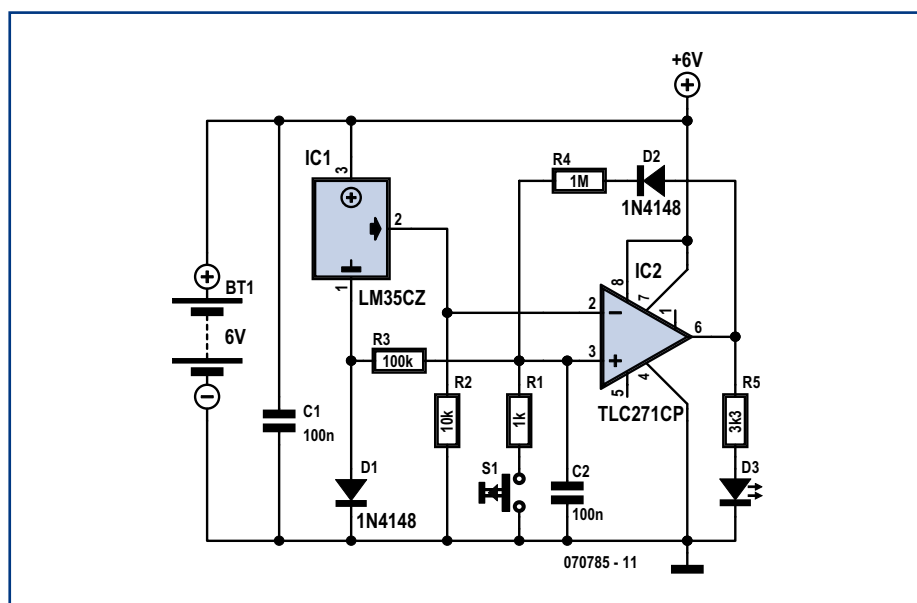 +6V
IC1
3
2
1
LM35CZ
R4
1M
D2
1N4148
BT1
6V
C1
100n
R3
100k
R2
10k
R1
1k
S1
C2
100n
D1
1N4148
IC2
8
7
1
2
3
6
5
4
TLC271CP
R5
3k3
D3
070785 - 11